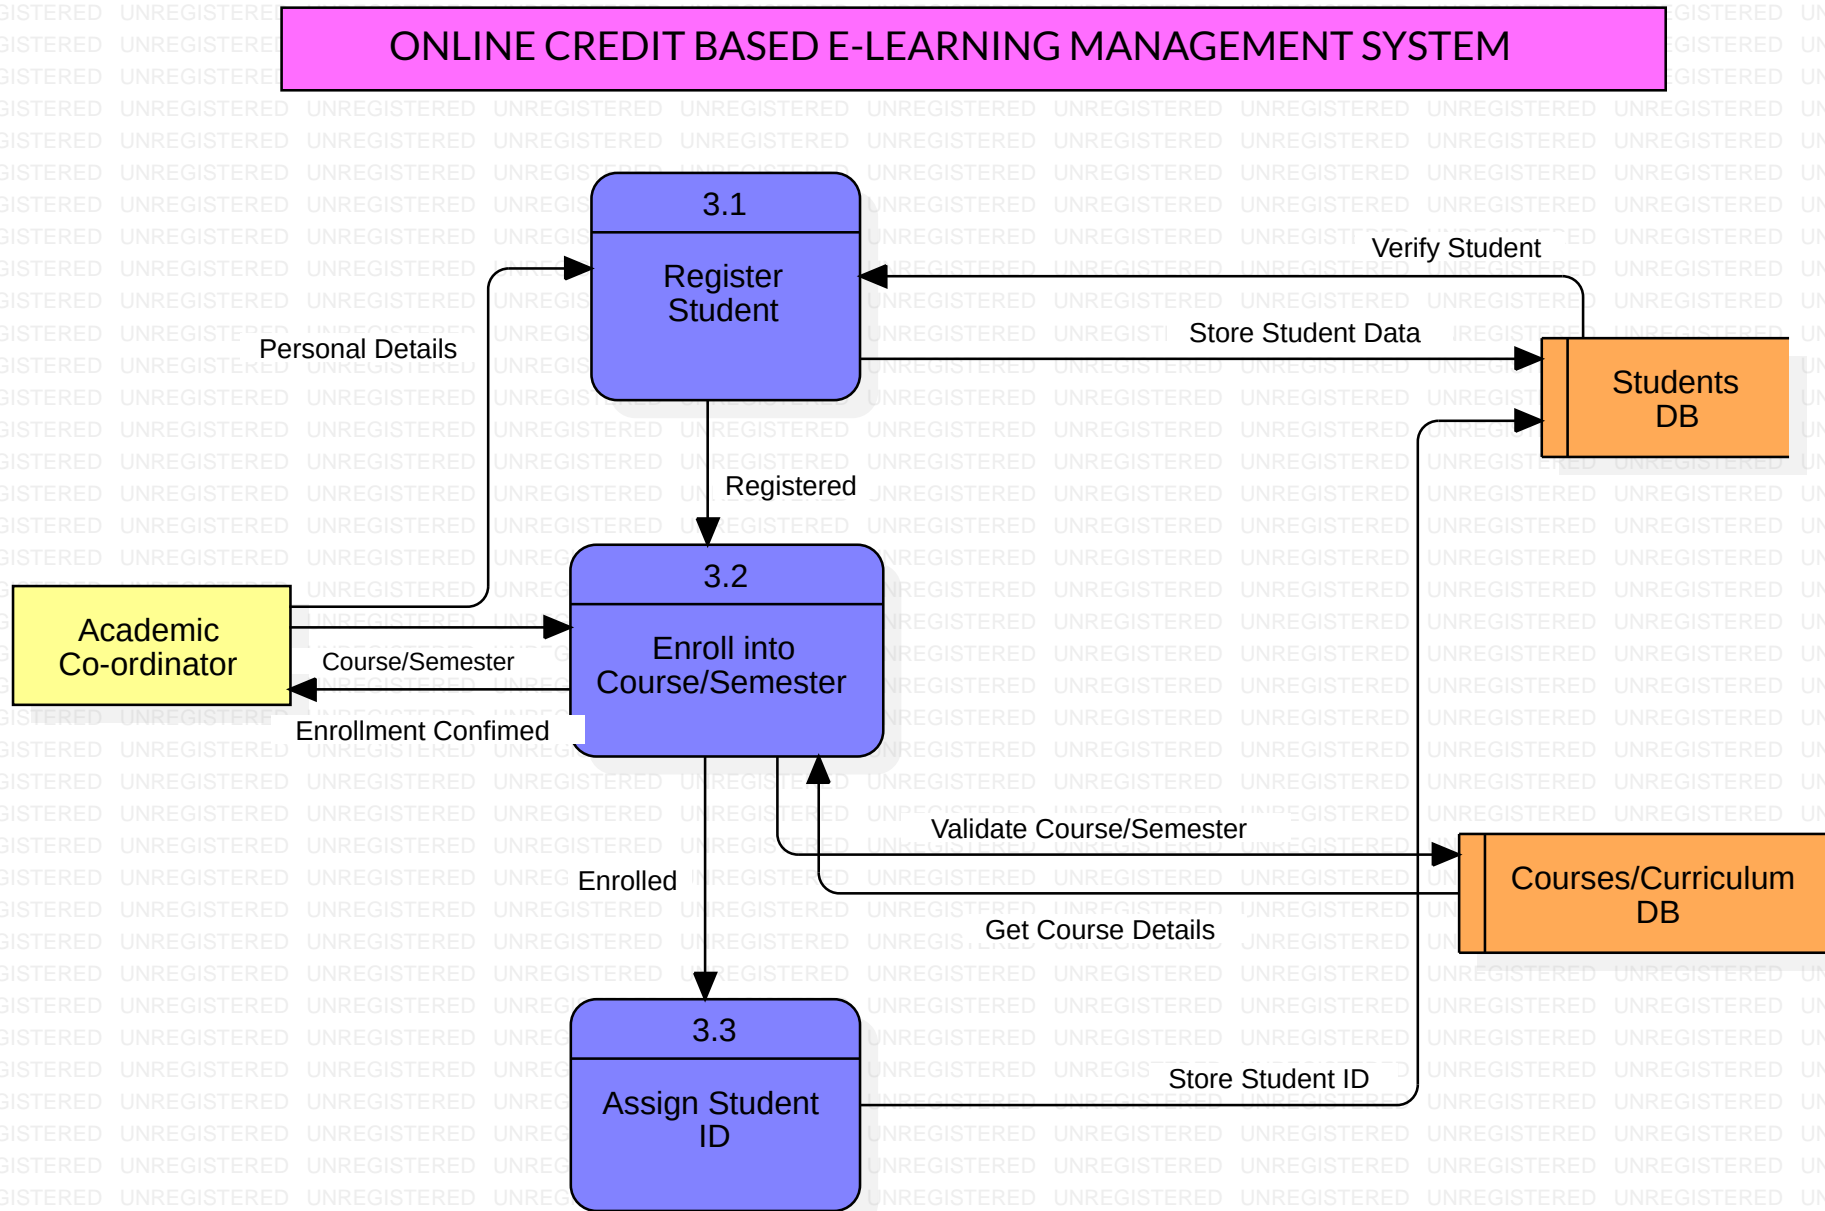 ONLINE CREDIT BASED E-LEARNING MANAGEMENT SYSTEM
3.1
Register
Student
Verify Student
Store Student Data
Personal Details
Students
DB
Registered
3.2
Enroll into
Course/Semester
Academic
Co-ordinator
Course/Semester
Enrollment Confimed
Validate Course/Semester
Enrolled
Courses/Curriculum
DB
Get Course Details
3.3
Assign Student
ID
Store Student ID
UNREGISTERED